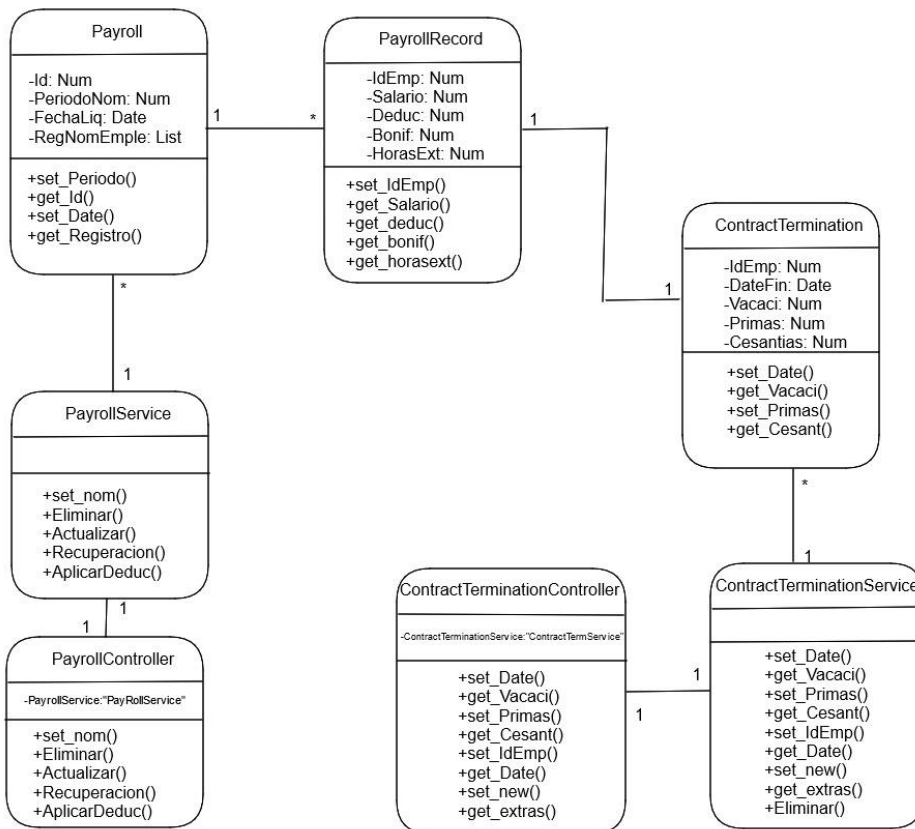 Payroll
-Id: Num
-PeriodoNom: Num
-FechaLiq: Date
-RegNomEmple: List
+set_Periodo()
+get_Id()
+set_Date()
+get_Registro()
1
*
PayrollRecord
-IdEmp: Num
-Salario: Num
-Deduc: Num
-Bonif: Num
-HorasExt: Num
+set_IdEmp()
+get_Salario()
+get_deduc()
+get_bonif()
+get_horasext()
1
1
ContractTermination
-IdEmp: Num
-DateFin: Date
-Vacaci: Num
-Primas: Num
-Cesantias: Num
+set_Date()
+get_Vacaci()
+set_Primas()
+get_Cesant()
*
1
*
1
PayrollService
+set_nom()
+Eliminar()
+Actualizar()
+Recuperacion()
+AplicarDeduc()
1
1
PayrollController
-PayrollService:"PayRollService"
+set_nom()
+Eliminar()
+Actualizar()
+Recuperacion()
+AplicarDeduc()
ContractTerminationController
-ContractTerminationService:"ContractTermService"
+set_Date()
+get_Vacaci()
+set_Primas()
+get_Cesant()
+set_IdEmp()
+get_Date()
+set_new()
+get_extras()
1
1
ContractTerminationService
+set_Date()
+get_Vacaci()
+set_Primas()
+get_Cesant()
+set_IdEmp()
+get_Date()
+set_new()
+get_extras()
+Eliminar()